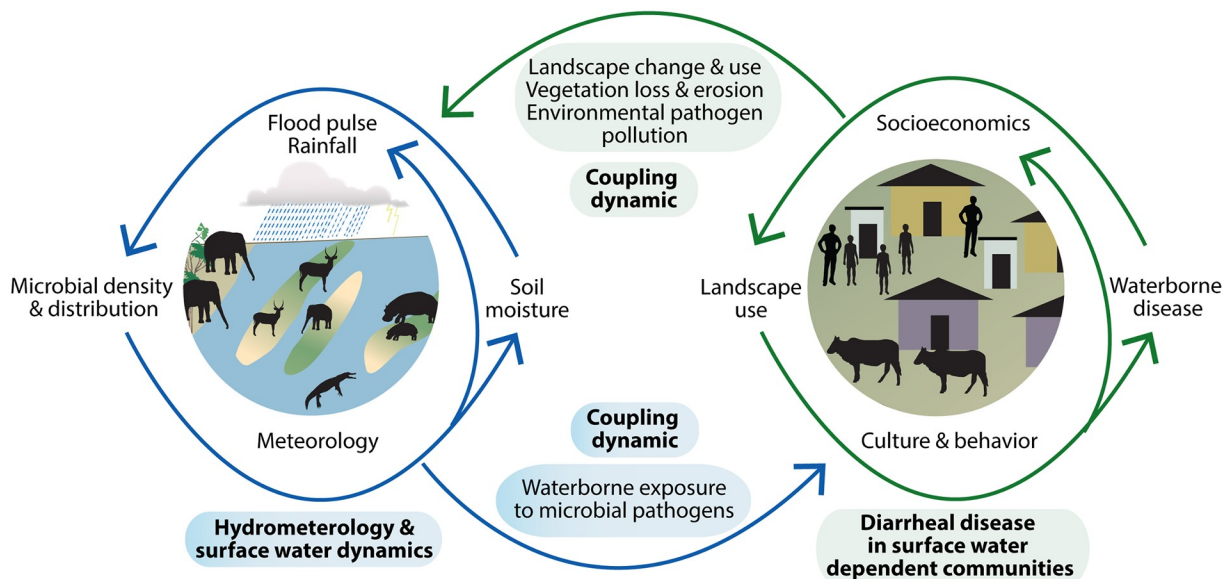 Landscape change & use
Vegetation loss & erosion
Environmental pathogen
pollution
Coupling
dynamic
Flood pulse
Rainfall
Microbial density
& distribution
Soil
moisture
Meteorology
Hydrometerology &
surface water dynamics
Socioeconomics
Landscape
use
Waterborne
disease
Culture & behavior
Coupling
dynamic
Waterborne exposure
to microbial pathogens
Diarrheal disease
in surface water
dependent communities